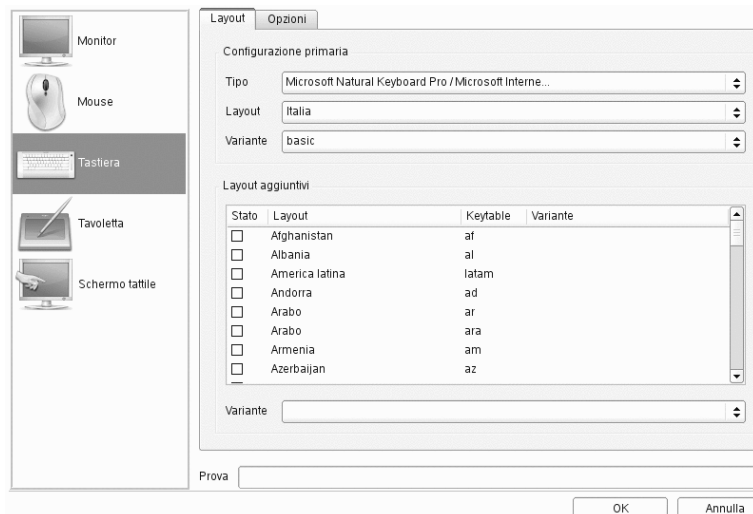 Monitor
Mouse
Tastiera
Tavoletta
Schermo tattile
Layout Opzioni
Configurazione primaria
Tipo Microsoft Natural Keyboard Pro / Microsoft Interne...
Layout Italia
Variante basic
Layout aggiuntivi
Stato Layout Keytable Variante
Afghanistan af
Albania al
America latina latam
Andorra ad
Arabo ar
Arabo ara
Armenia am
Azerbaijan az
Variante
Prova
OK Annulla